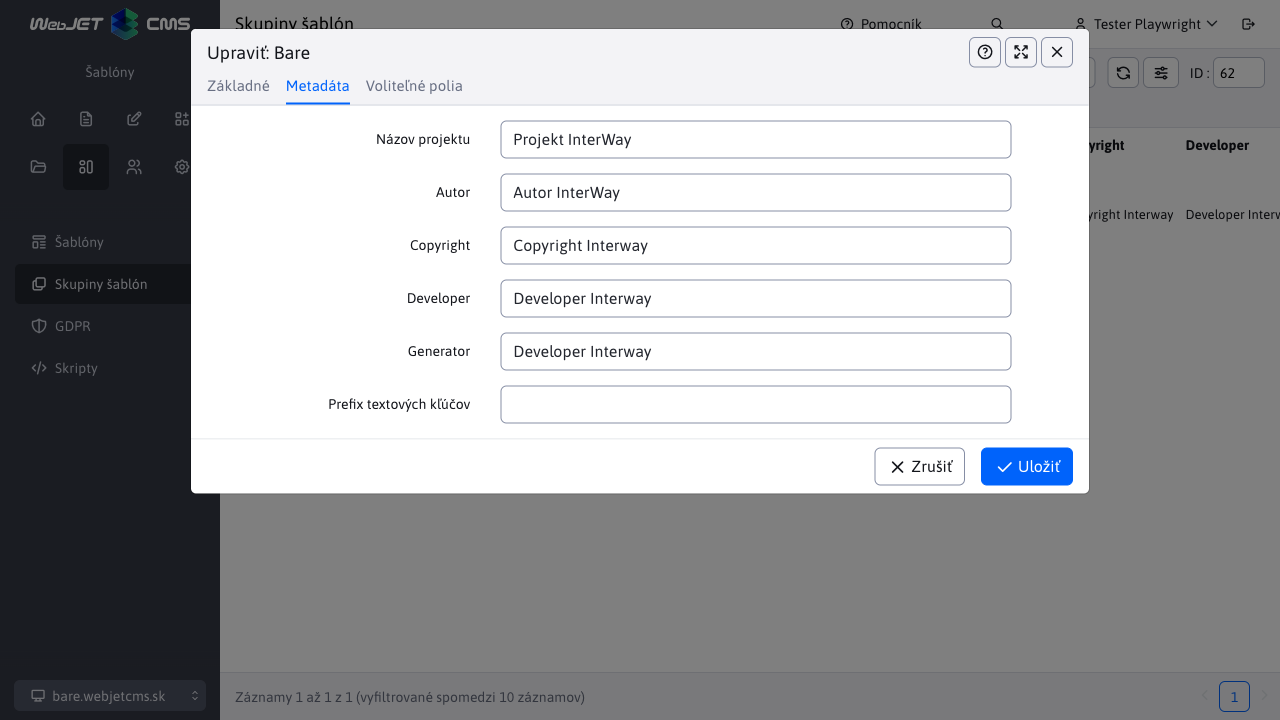 WebJET CMS
Skupiny šablón
Pomocník
Tester Playwright
Šablóny
Upraviť: Bare
Základné
Metadáta
Voliteľné polia
ID :
62
Názov projektu
Projekt InterWay
Autor
Autor InterWay
Copyright
Copyright Interway
Developer
Developer Interway
Generator
Developer Interway
Prefix textových kľúčov
Zrušiť
Uložiť
yright
Developer
yright Interway
Developer Interw
Šablóny
Skupiny šablón
GDPR
Skripty
bare.webjetcms.sk
Záznamy 1 až 1 z 1 (vyfiltrované spomedzi 10 záznamov)
1